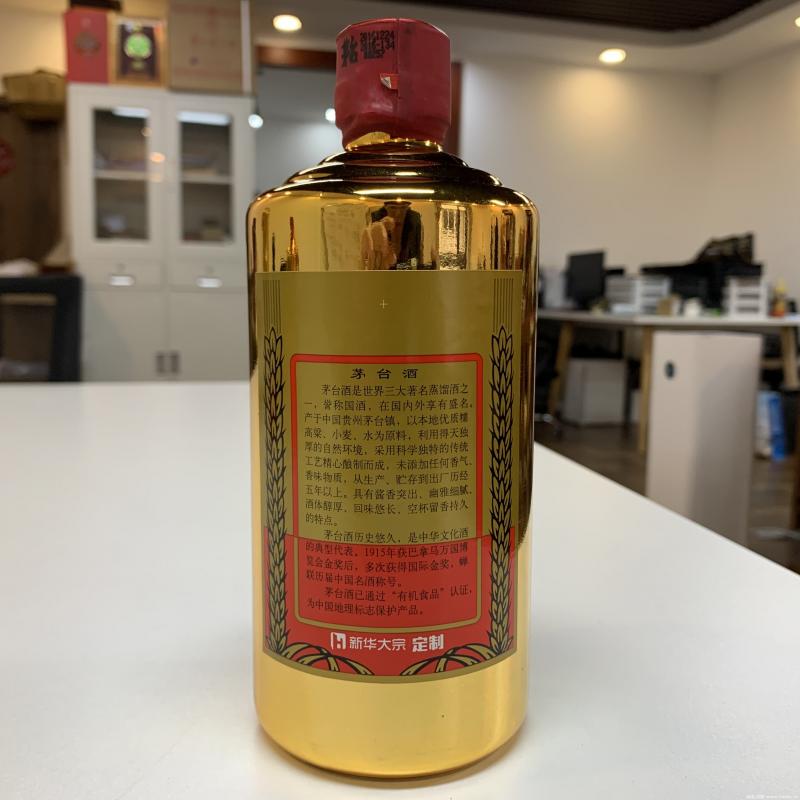 茅台
茅台酒
茅台酒是世界三大著名蒸馏酒之
一，誉称国酒，在国内外享有盛名。
产于中国贵州茅台镇，以本地优质糯
高粱、小麦、水为原料，利用得天独
厚的自然环境，采用科学独特的传统
工艺精心酿制而成，未添加任何香气、
香味物质，从生产、贮存到出厂历经
五年以上。具有酱香突出、幽雅细腻、
酒体醇厚、回味悠长、空杯留香持久
的特点。
茅台酒历史悠久，是中华文化酒
的典型代表，1915年获巴拿马万国博
览会金奖后，多次获得国际金奖，蝉
联历届中国名酒称号。
茅台酒已通过“有机食品”认证，
为中国地理标志保护产品。
新华大宗 定制